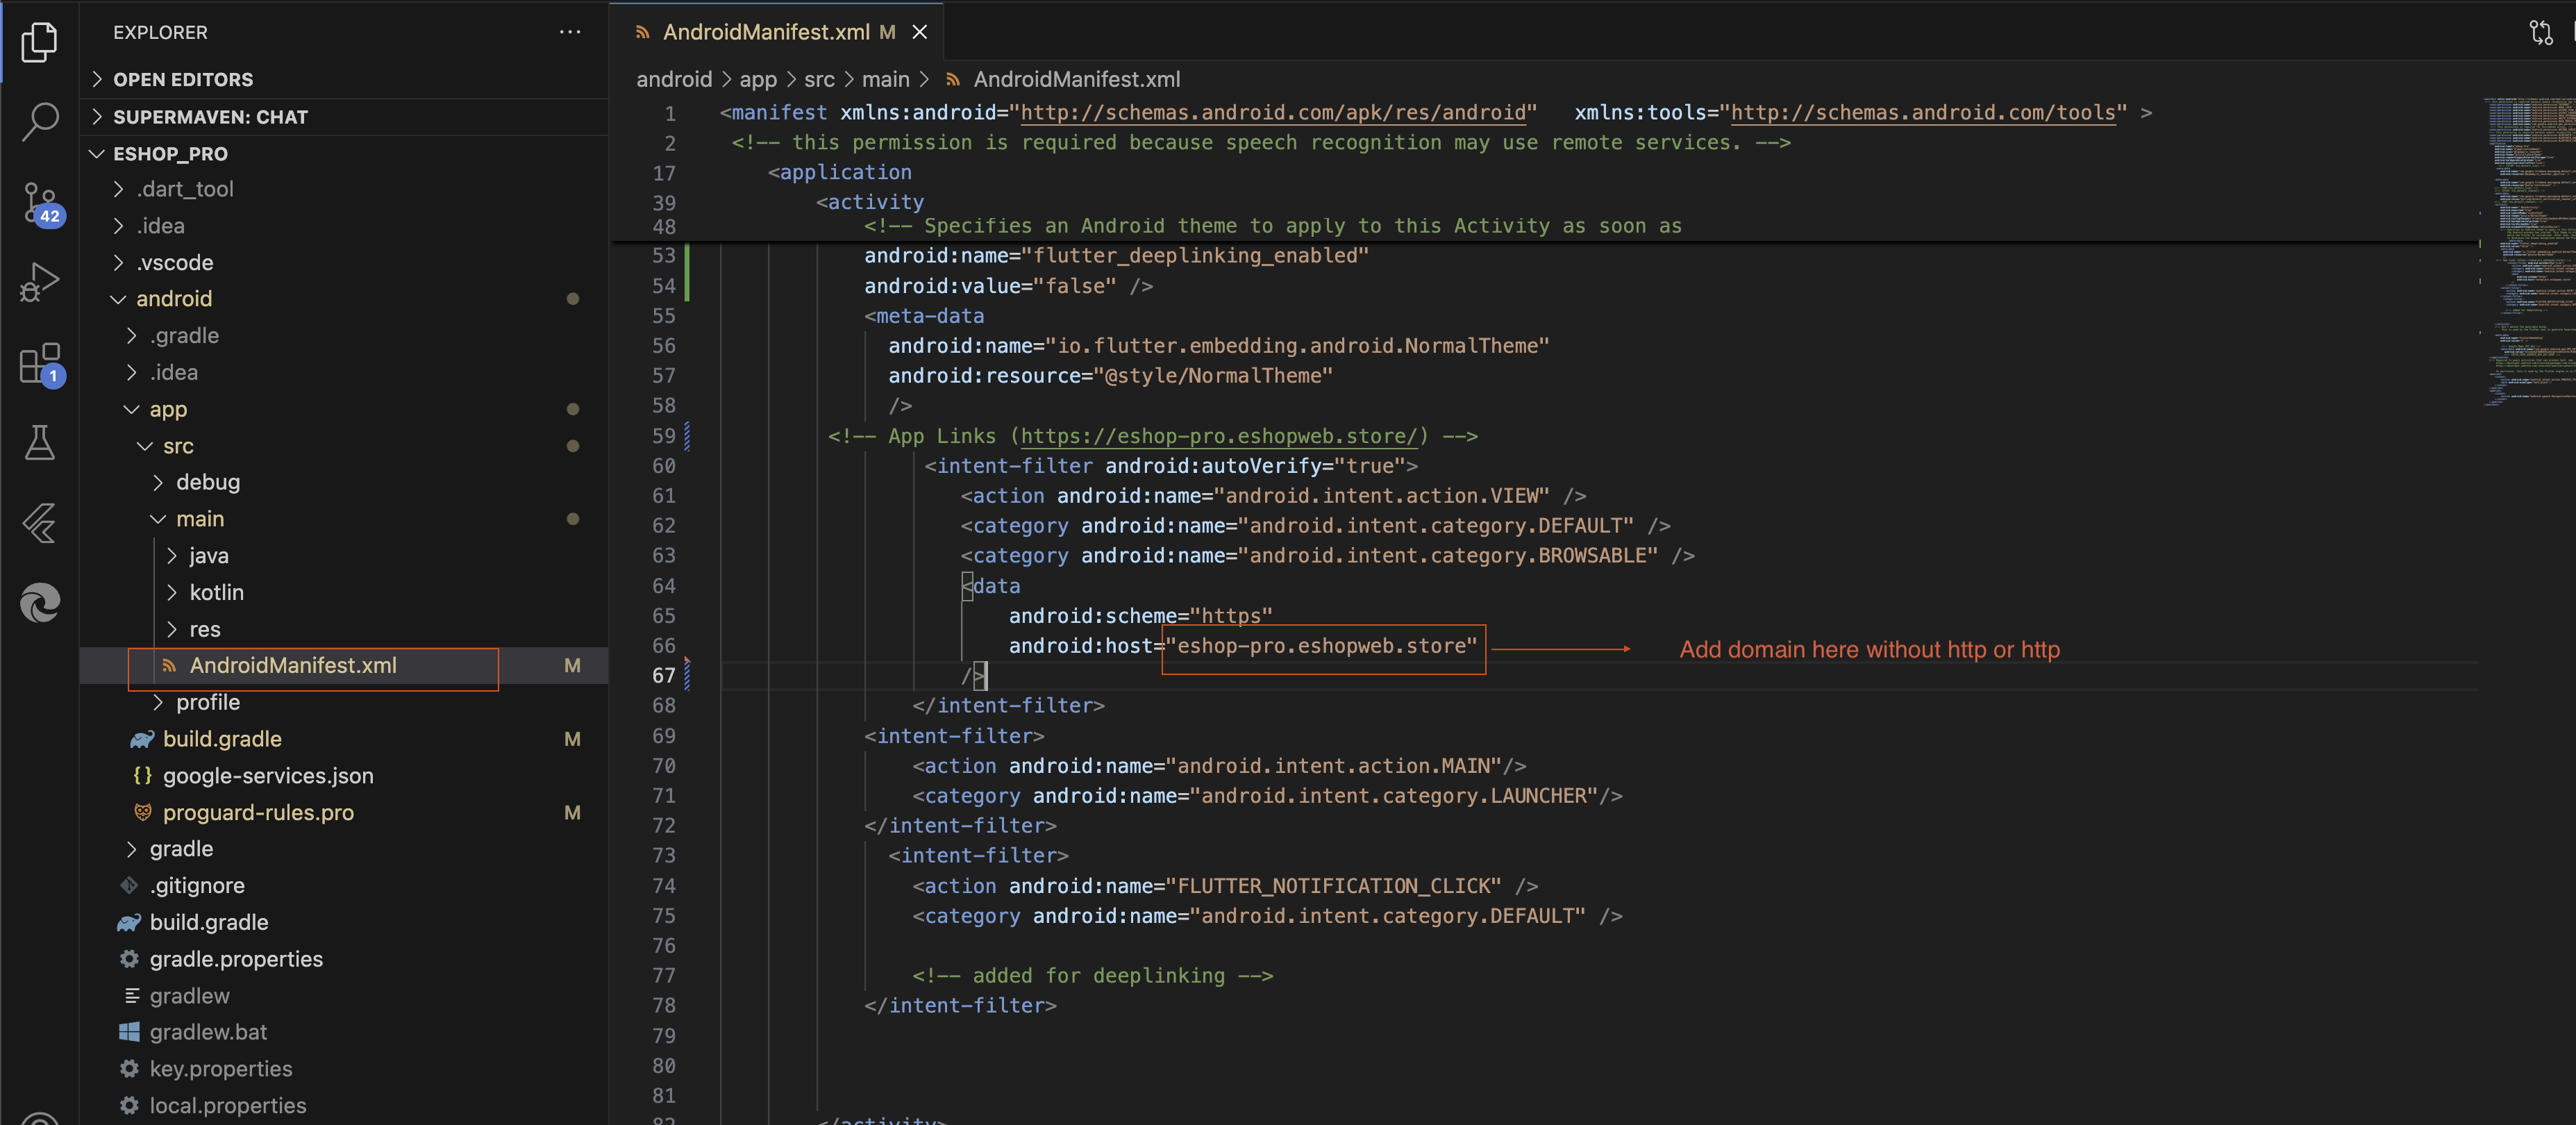 EXPLORER
OPEN EDITORS
SUPERMAVEN: CHAT
ESHOP_PRO
.dart_tool
.idea
.vscode
android
.gradle
.idea
app
src
debug
main
java
kotlin
res
AndroidManifest.xml M
profile
build.gradle M
google-services.json
proguard-rules.pro M
gradle
.gitignore
build.gradle
gradle.properties
gradlew
gradlew.bat
key.properties
local.properties
42
1
AndroidManifest.xml M
android > app > src > main > AndroidManifest.xml
1 <manifest xmlns:android="http://schemas.android.com/apk/res/android" xmlns:tools="http://schemas.android.com/tools" >
2 <!-- this permission is required because speech recognition may use remote services. -->
17 <application
39 <activity
48 <!-- Specifies an Android theme to apply to this Activity as soon as
53 android:name="flutter_deeplinking_enabled"
54 android:value="false" />
55 <meta-data
56 android:name="io.flutter.embedding.android.NormalTheme"
57 android:resource="@style/NormalTheme"
58 />
59 <!-- App Links (https://eshop-pro.eshopweb.store/) -->
60 <intent-filter android:autoVerify="true">
61 <action android:name="android.intent.action.VIEW" />
62 <category android:name="android.intent.category.DEFAULT" />
63 <category android:name="android.intent.category.BROWSABLE" />
64 <data
65 android:scheme="https"
66 android:host="eshop-pro.eshopweb.store" Add domain here without http or http
67 />
68 </intent-filter>
69 <intent-filter>
70 <action android:name="android.intent.action.MAIN"/>
71 <category android:name="android.intent.category.LAUNCHER"/>
72 </intent-filter>
73 <intent-filter>
74 <action android:name="FLUTTER_NOTIFICATION_CLICK" />
75 <category android:name="android.intent.category.DEFAULT" />
76
77 <!-- added for deeplinking -->
78 </intent-filter>
79
80
81
82 </activity>